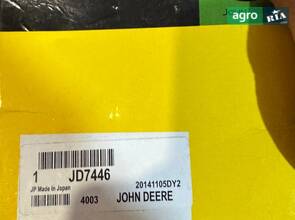 agro RIA
1 JD7446
JP Made In Japan
20141105DY2
4003 JOHN DEERE